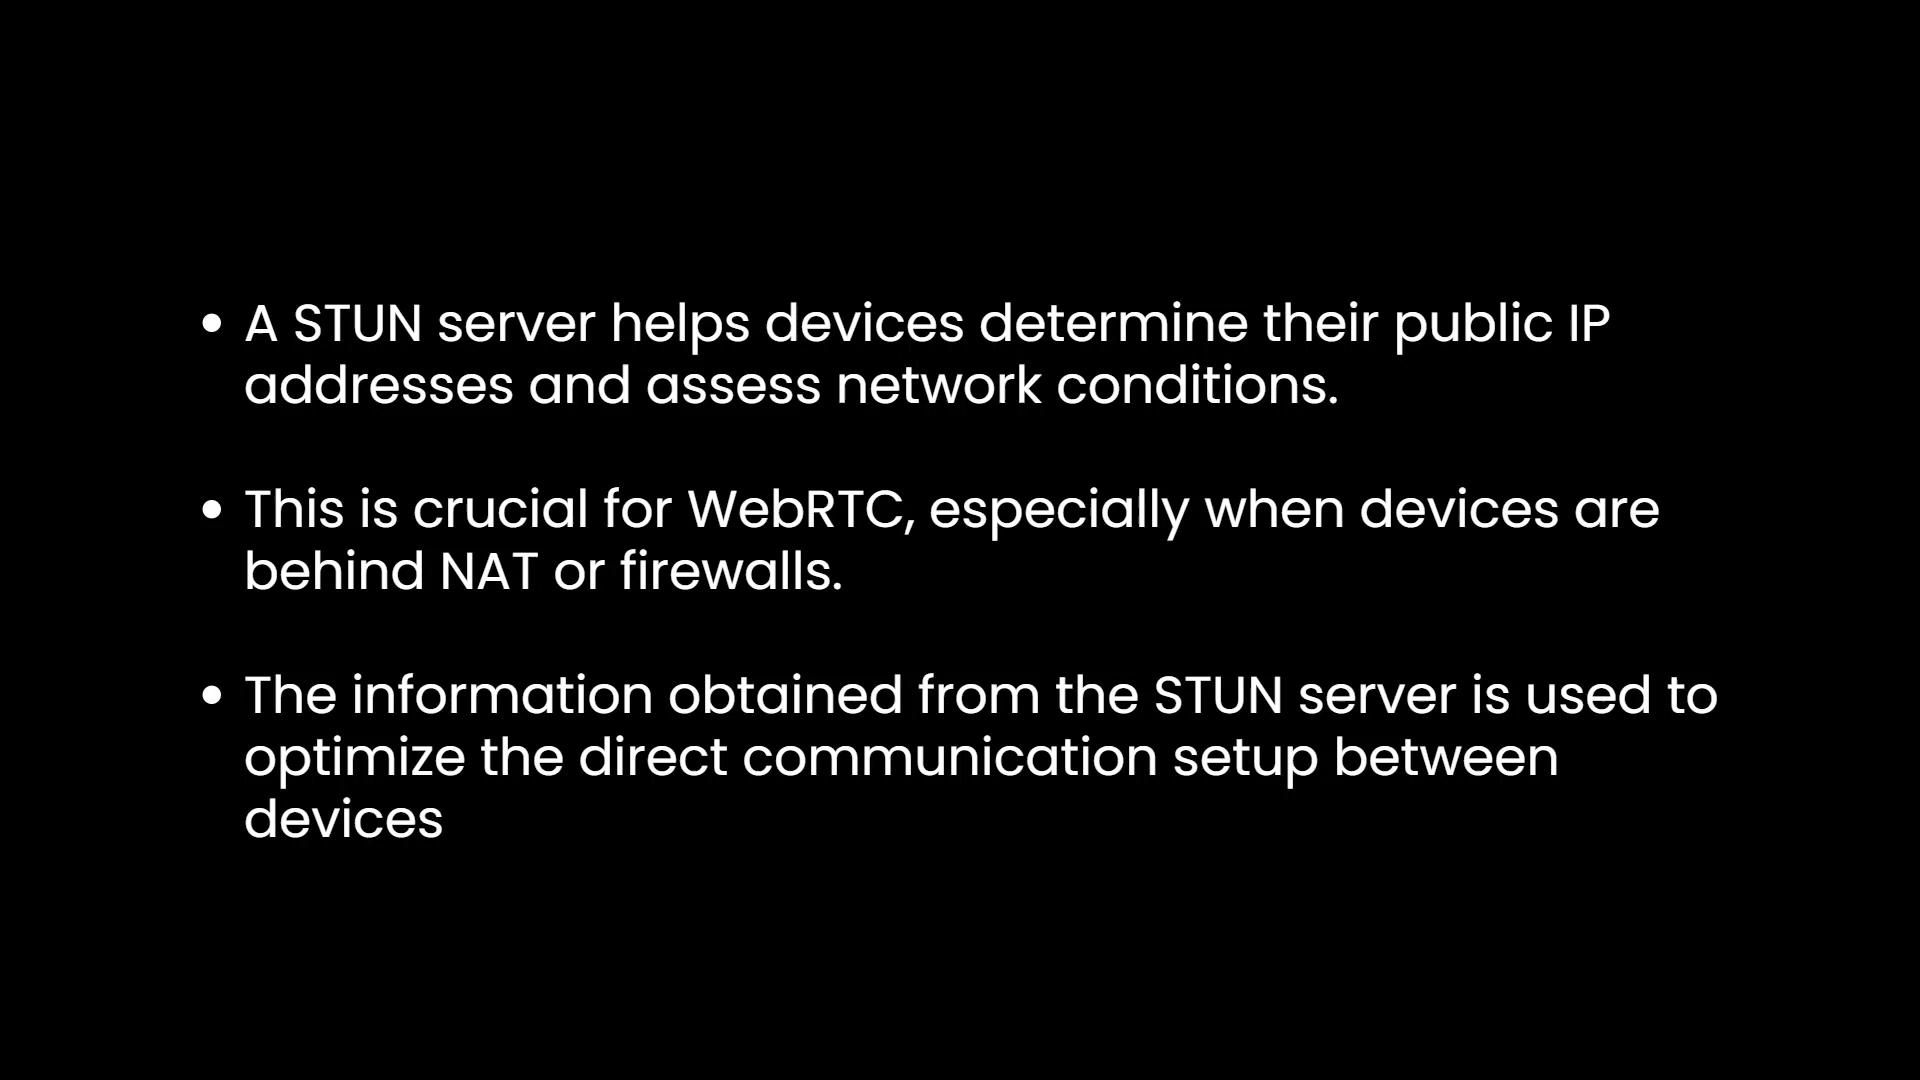 • A STUN server helps devices determine their public IP
addresses and assess network conditions.
• This is crucial for WebRTC, especially when devices are
behind NAT or firewalls.
• The information obtained from the STUN server is used to
optimize the direct communication setup between
devices